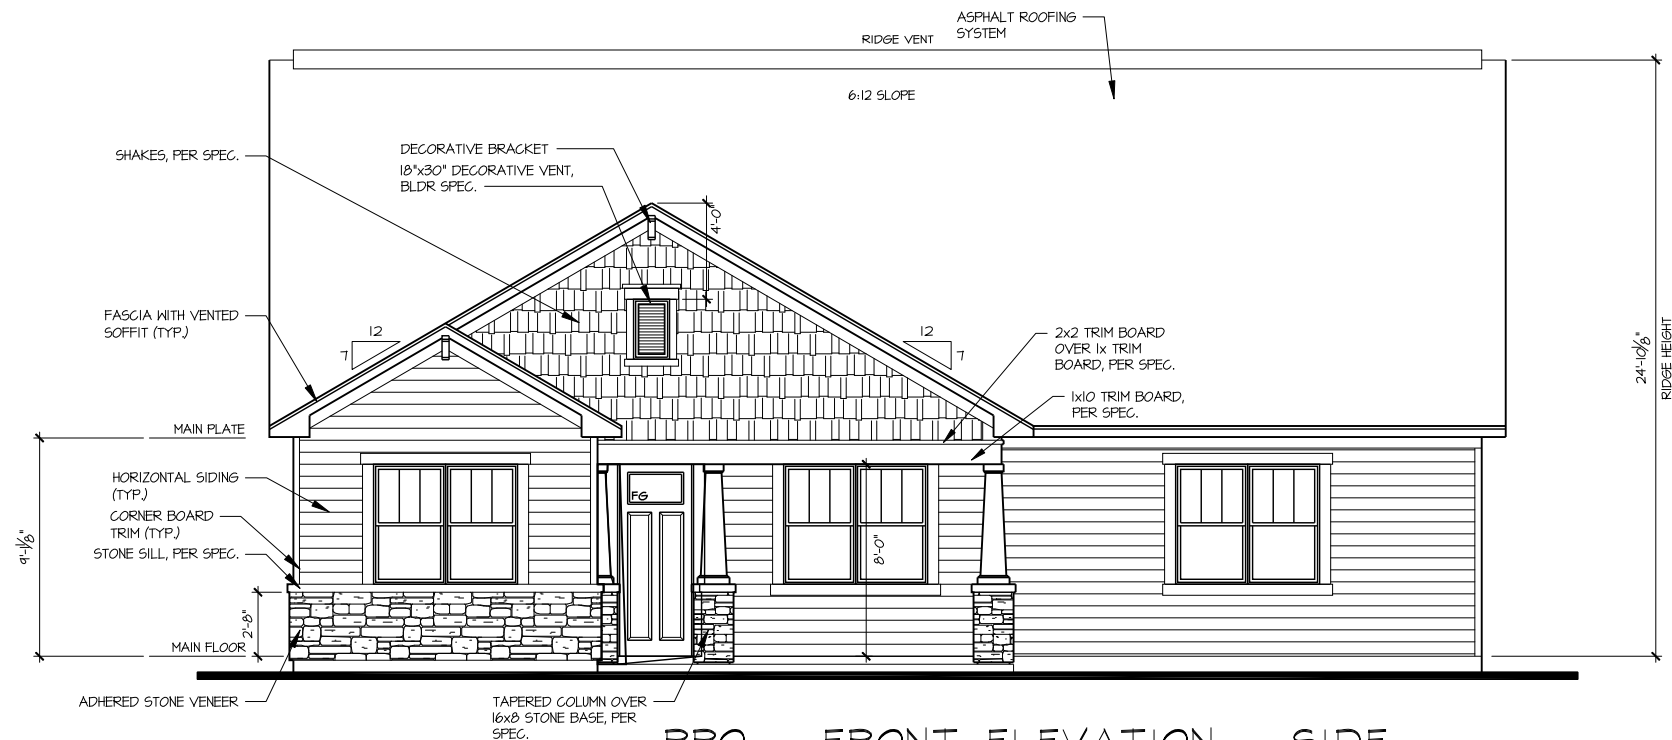 ASPHALT ROOFING
SYSTEM
RIDGE VENT
6:12 SLOPE
SHAKES, PER SPEC.
DECORATIVE BRACKET
18"x30" DECORATIVE VENT,
BLDR SPEC.
4'-0"
FASCIA WITH VENTED
SOFFIT (TYP.)
12
7
12
7
2x2 TRIM BOARD
OVER 1x TRIM
BOARD, PER SPEC.
1x10 TRIM BOARD,
PER SPEC.
24'-10⅛"
RIDGE HEIGHT
MAIN PLATE
HORIZONTAL SIDING
(TYP.)
CORNER BOARD
TRIM (TYP.)
STONE SILL, PER SPEC.
9'-⅛"
FG
8'-0"
2'-8"
MAIN FLOOR
ADHERED STONE VENEER
TAPERED COLUMN OVER
16x8 STONE BASE, PER
SPEC.
FRONT ELEVATION
SIDE